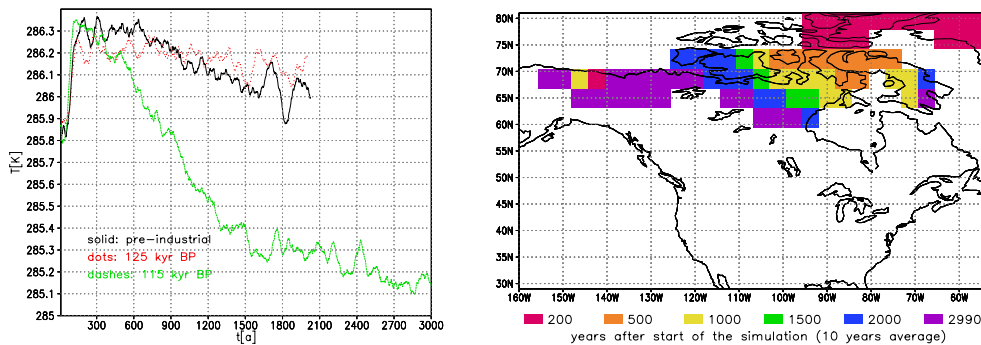 T[K]
286.3
286.2
286.1
286
285.9
285.8
285.7
285.6
285.5
285.4
285.3
285.2
285.1
285
solid: pre-industrial
dots: 125 kyr BP
dashes: 115 kyr BP
300 600 900 1200 1500 1800 2100 2400 2700 3000
t[a]
80N
75N
70N
65N
60N
55N
50N
45N
40N
35N
30N
160W 150W 140W 130W 120W 110W 100W 90W 80W 70W 60W
200 500 1000 1500 2000 2990
years after start of the simulation (10 years average)